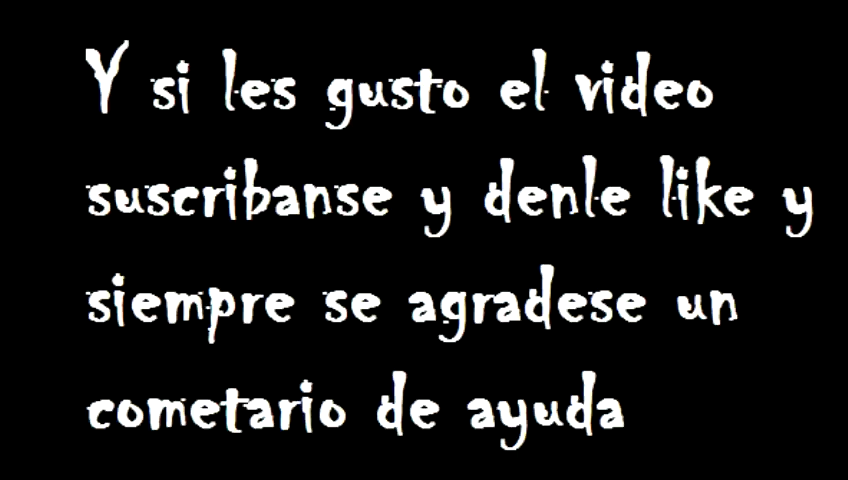 Y si les gusto el video
suscribanse y denle like y
siempre se agradese un
cometario de ayuda